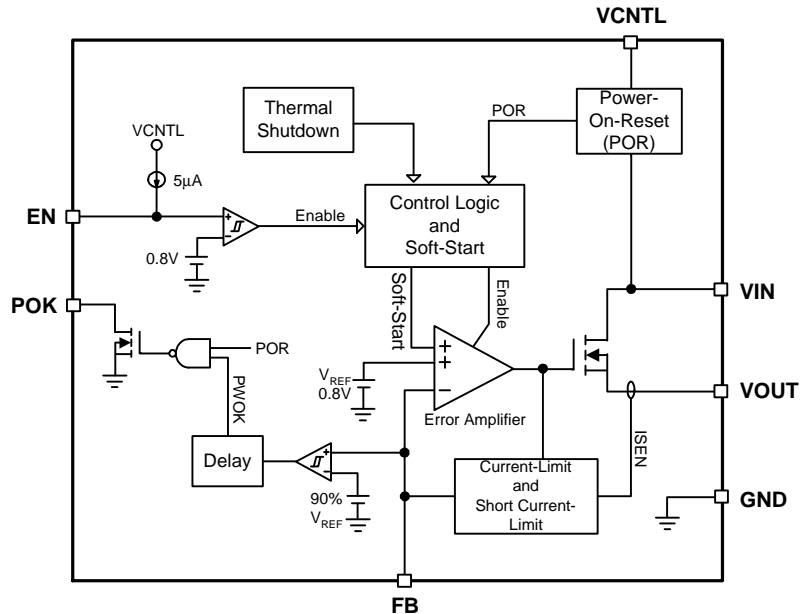 VCNTL
Thermal
Shutdown
POR
Power-
On-Reset
(POR)
VCNTL
5µA
EN
Enable
Control Logic
and
Soft-Start
0.8V
POK
Soft-Start
Enable
VIN
POR
VREF
0.8V
PWOK
Error Amplifier
VOUT
ISEN
Delay
Current-Limit
and
Short Current-
Limit
90%
VREF
GND
FB